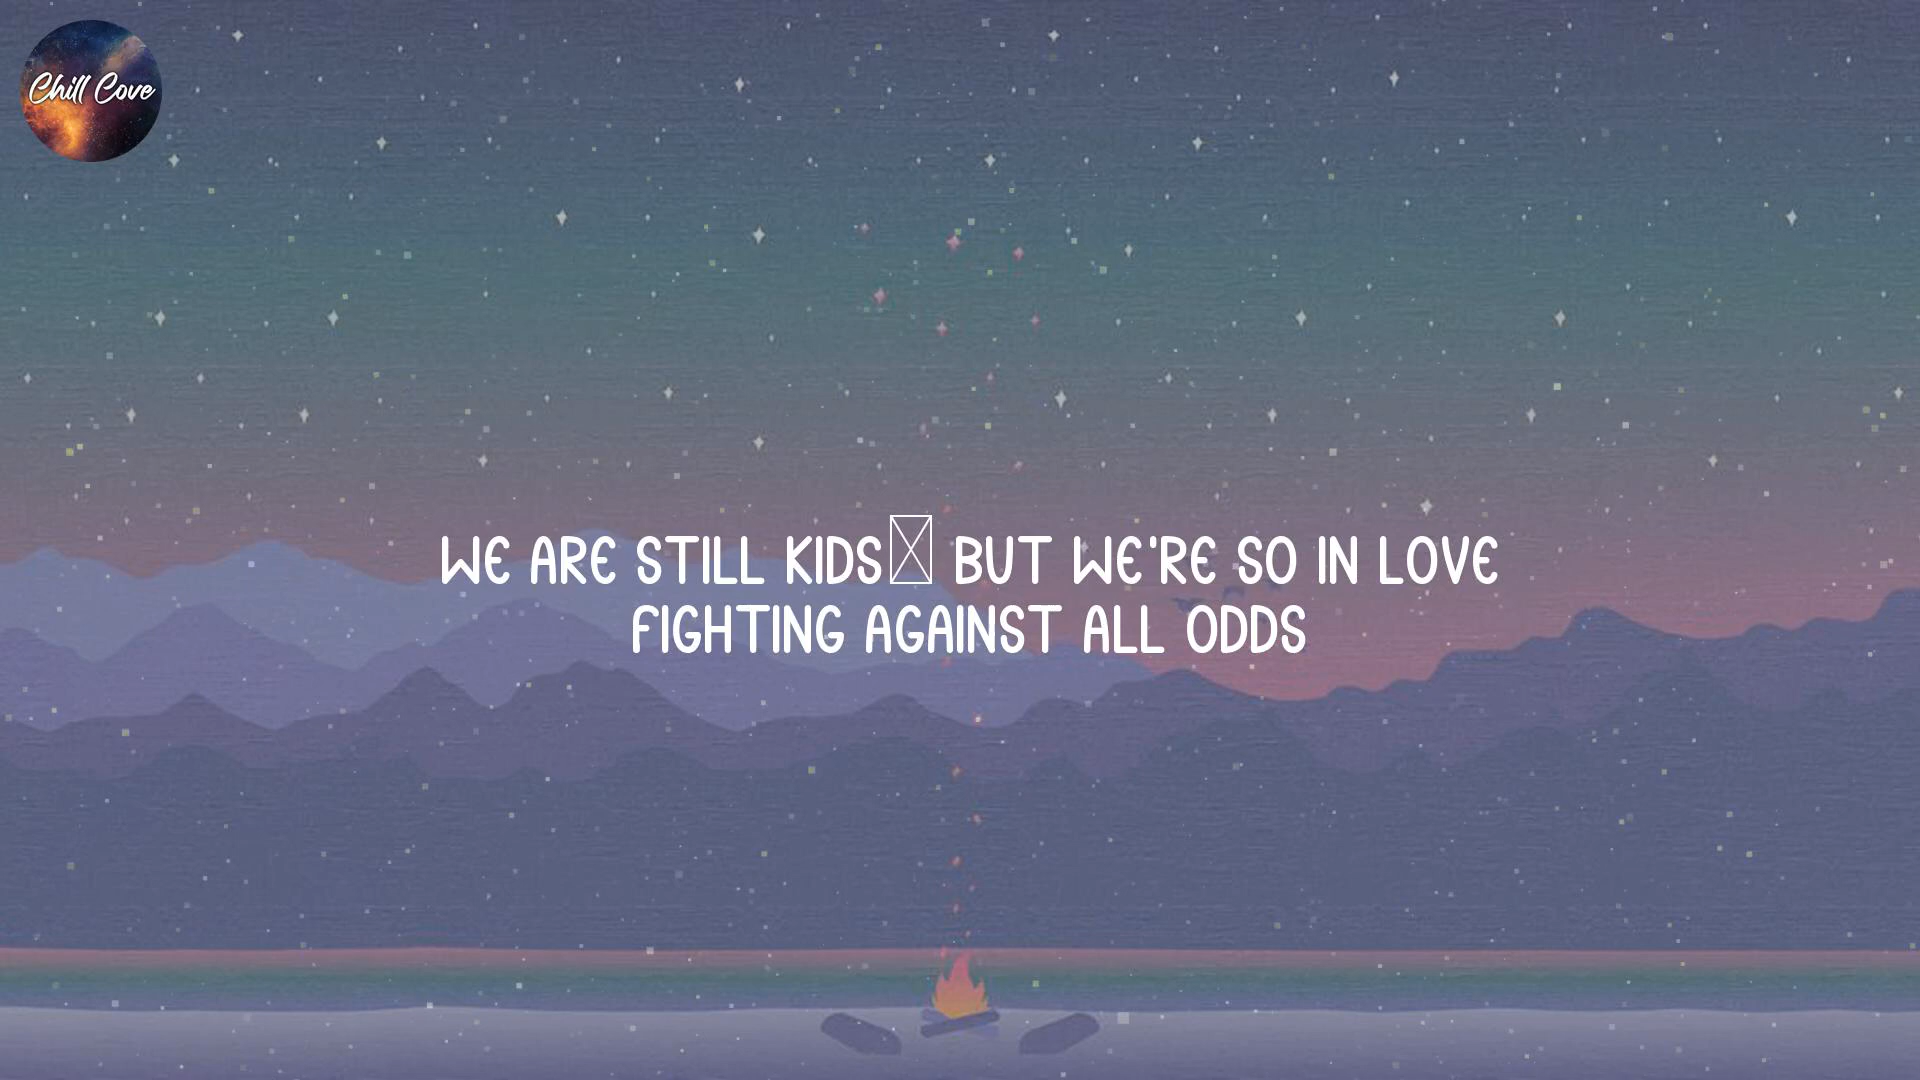 Chill Cove
WE ARE STILL KIDS BUT WE'RE SO IN LOVE
FIGHTING AGAINST ALL ODDS